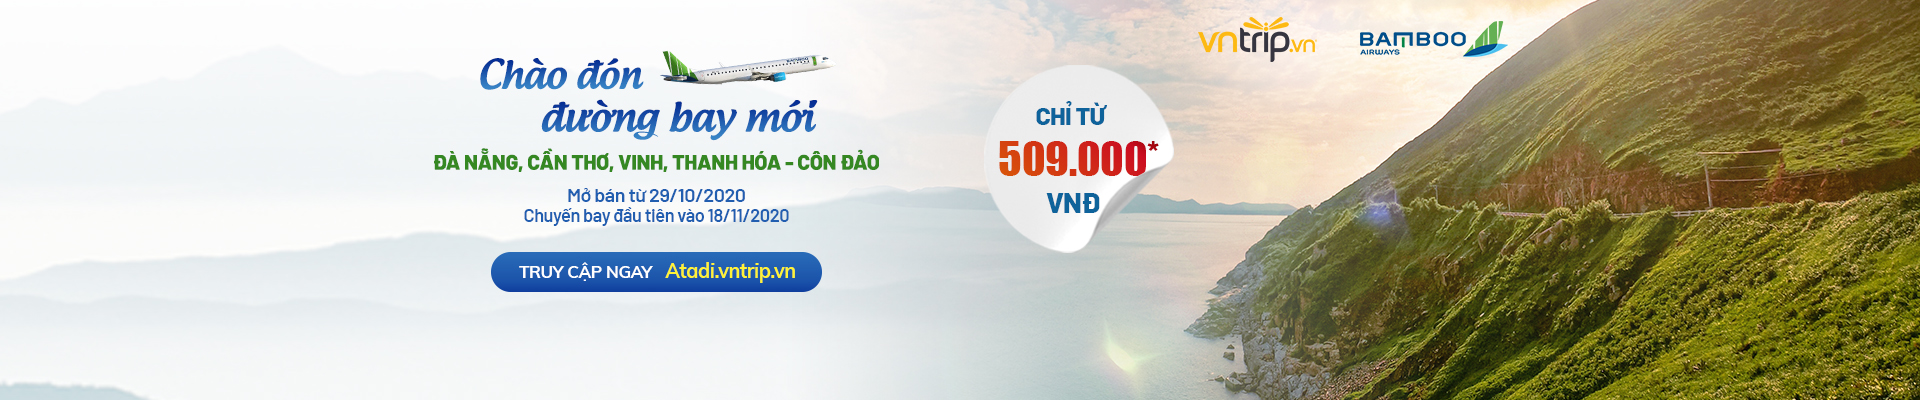 Chào đón
đường bay mới
ĐÀ NẴNG, CẦN THƠ, VINH, THANH HÓA - CÔN ĐẢO
Mở bán từ 29/10/2020
Chuyến bay đầu tiên vào 18/11/2020
TRUY CẬP NGAY Atadi.vntrip.vn
CHỈ TỪ
509.000*
VNĐ
vntrip.vn
BAMBOO
AIRWAYS
BAMBOO